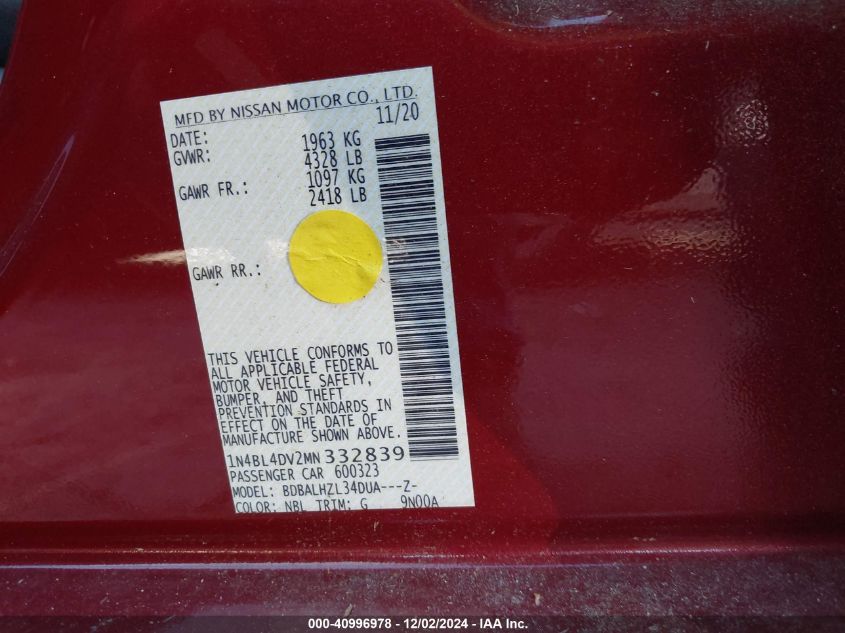 MFD BY NISSAN MOTOR CO., LTD.
DATE: 11/20
GVWR: 1963 KG
4328 LB
GAWR FR.: 1097 KG
2418 LB
GAWR RR.:
THIS VEHICLE CONFORMS TO
ALL APPLICABLE FEDERAL
MOTOR VEHICLE SAFETY,
BUMPER, AND THEFT
PREVENTION STANDARDS IN
EFFECT ON THE DATE OF
MANUFACTURE SHOWN ABOVE.
1N4BL4DV2MN 332839
PASSENGER CAR 600323
MODEL: BDBALHZL34DUA---Z-
COLOR: NBL TRIM: G 9N00A
000-40996978 - 12/02/2024 - IAA Inc.